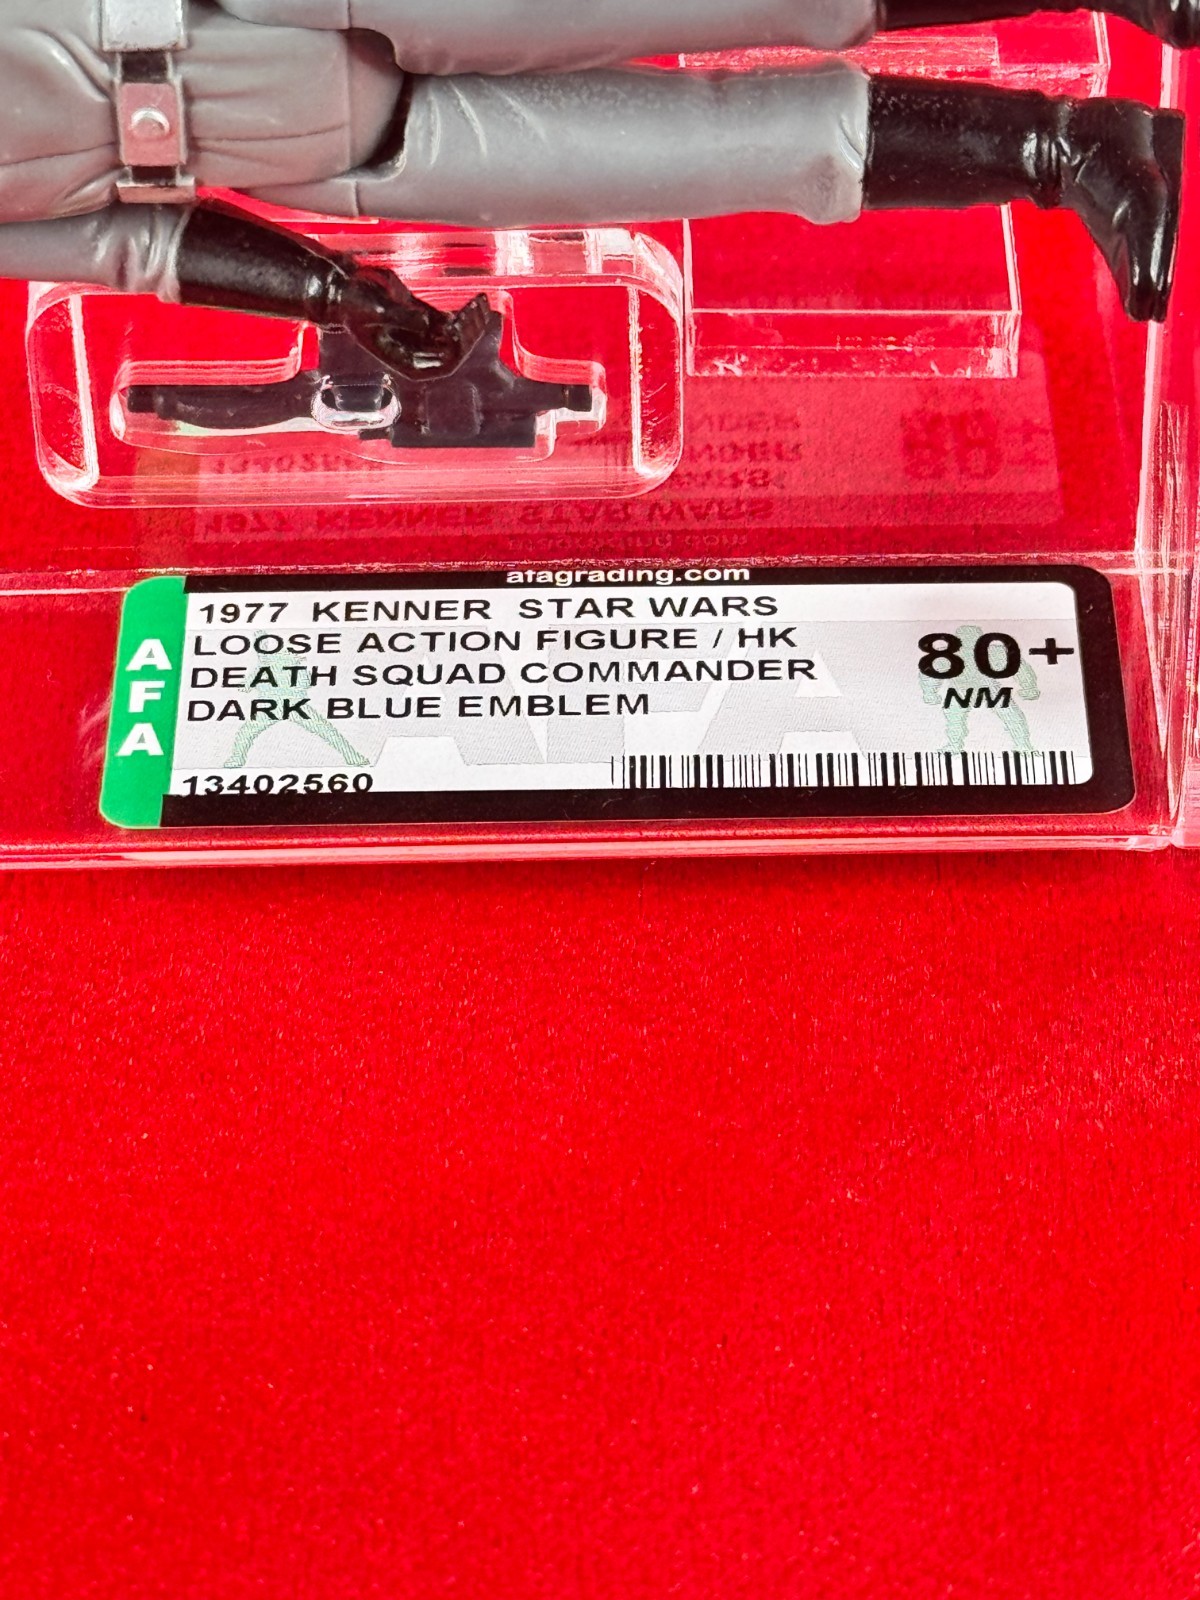 afagrading.com
AFA
1977 KENNER STAR WARS
LOOSE ACTION FIGURE / HK
DEATH SQUAD COMMANDER
DARK BLUE EMBLEM
80+
NM
13402560